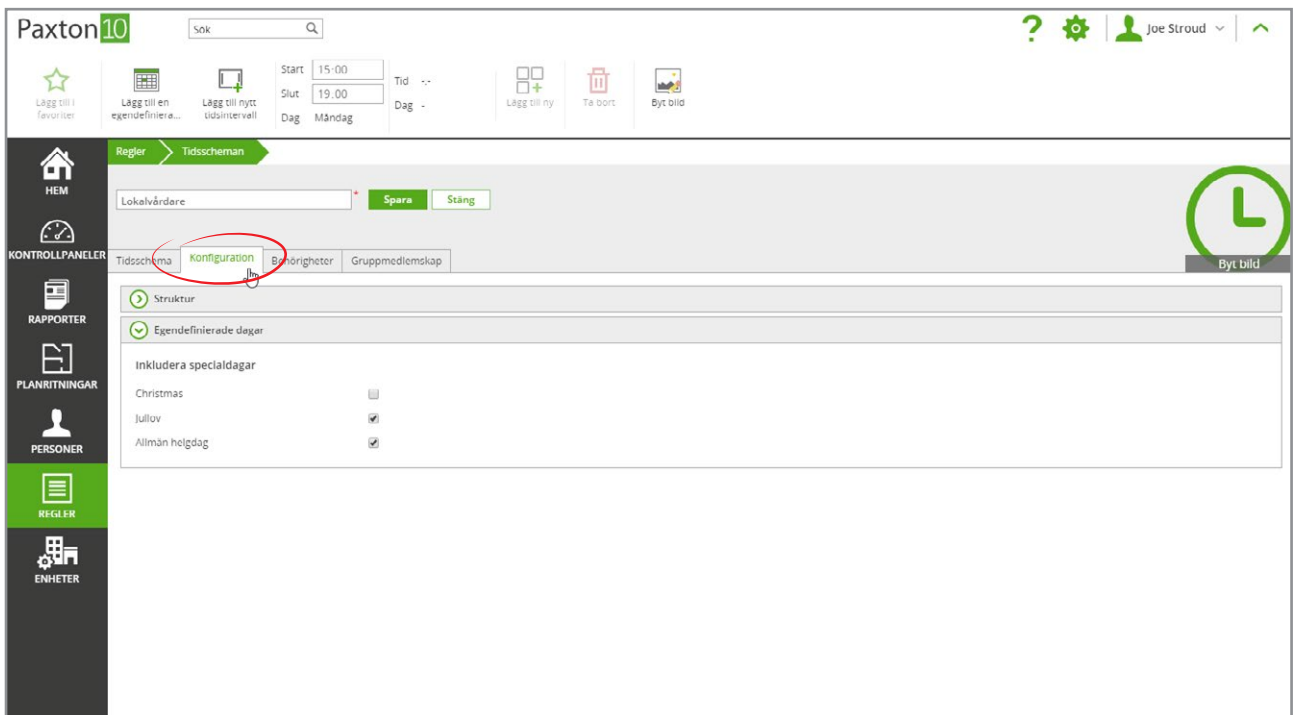 Paxton10
Sök
Joe Stroud
Lägg till i
favoriter
Lägg till en
egendefiniera...
Lägg till nytt
tidsintervall
Start 15:00
Slut 19:00
Dag Måndag
Tid -:-
Dag -
Lägg till ny
Ta bort
Byt bild
HEM
KONTROLLPANELER
RAPPORTER
PLANRITNINGAR
PERSONER
REGLER
ENHETER
Regler Tidsscheman
Lokalvårdare * Spara Stäng
Byt bild
Tidsschema Konfiguration Behörigheter Gruppmedlemskap
Struktur
Egendefinierade dagar
Inkludera specialdagar
Christmas
Jullov
Allmän helgdag